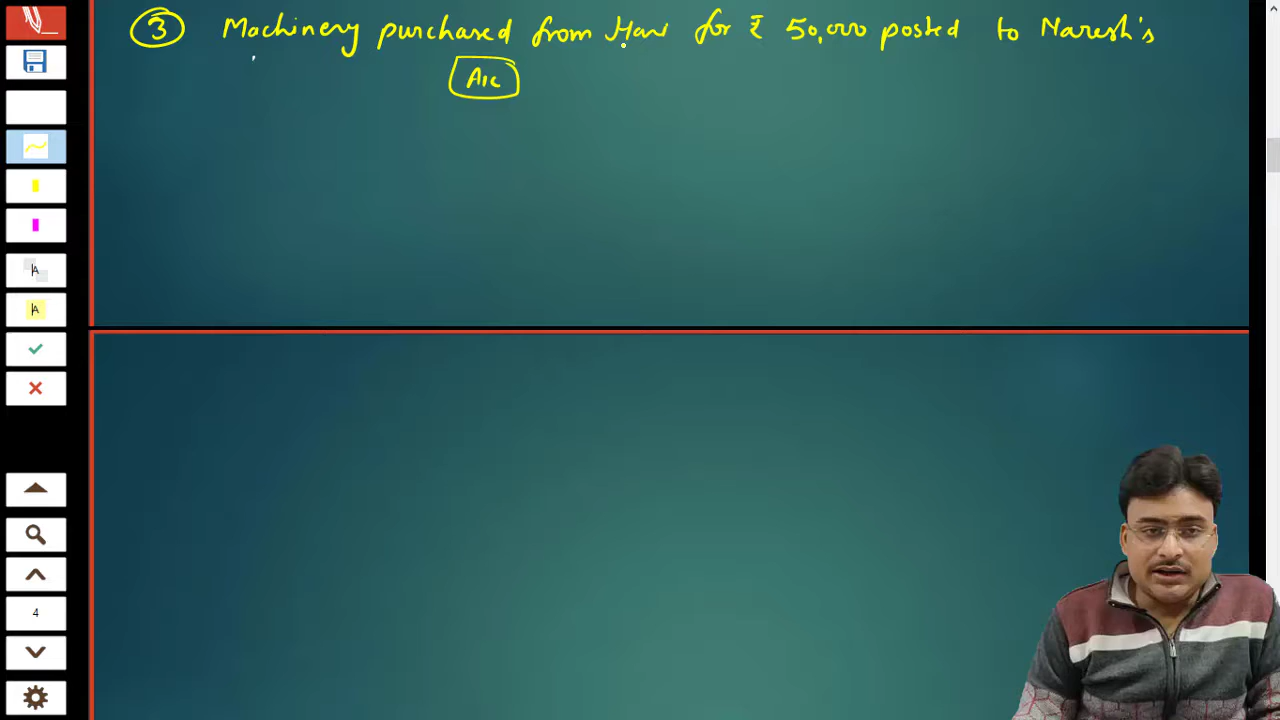 3 Machinery purchased from Hari for ₹ 50,000 posted to Naresh's
A/c
A
A
4